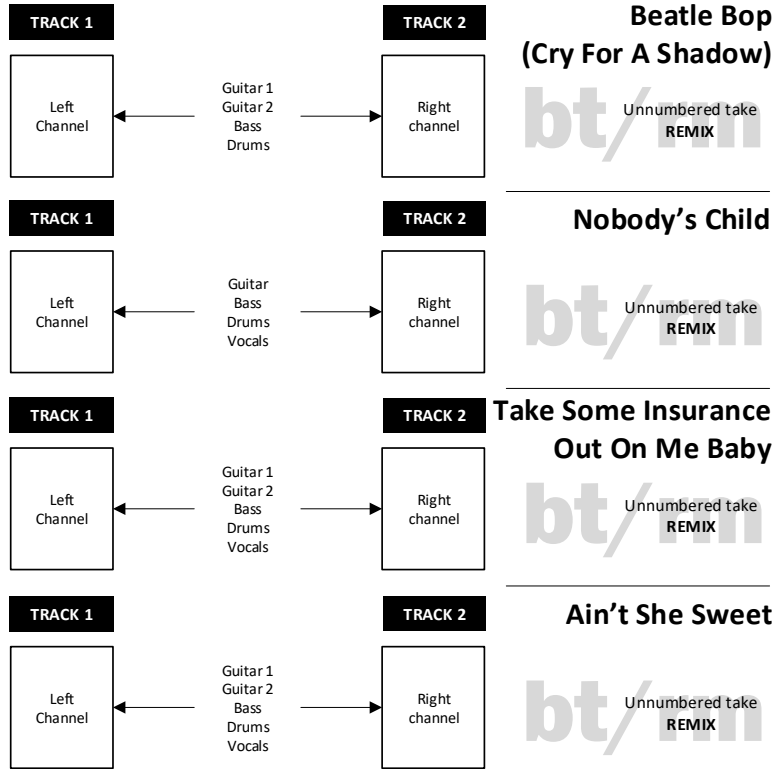 TRACK 1
TRACK 2
Beatle Bop
(Cry For A Shadow)
Left
Channel
Guitar 1
Guitar 2
Bass
Drums
Right
channel
bt/rm
Unnumbered take
REMIX
TRACK 1
TRACK 2
Nobody’s Child
Left
Channel
Guitar
Bass
Drums
Vocals
Right
channel
bt/rm
Unnumbered take
REMIX
TRACK 1
TRACK 2
Take Some Insurance
Out On Me Baby
Left
Channel
Guitar 1
Guitar 2
Bass
Drums
Vocals
Right
channel
bt/rm
Unnumbered take
REMIX
TRACK 1
TRACK 2
Ain’t She Sweet
Left
Channel
Guitar 1
Guitar 2
Bass
Drums
Vocals
Right
channel
bt/rm
Unnumbered take
REMIX